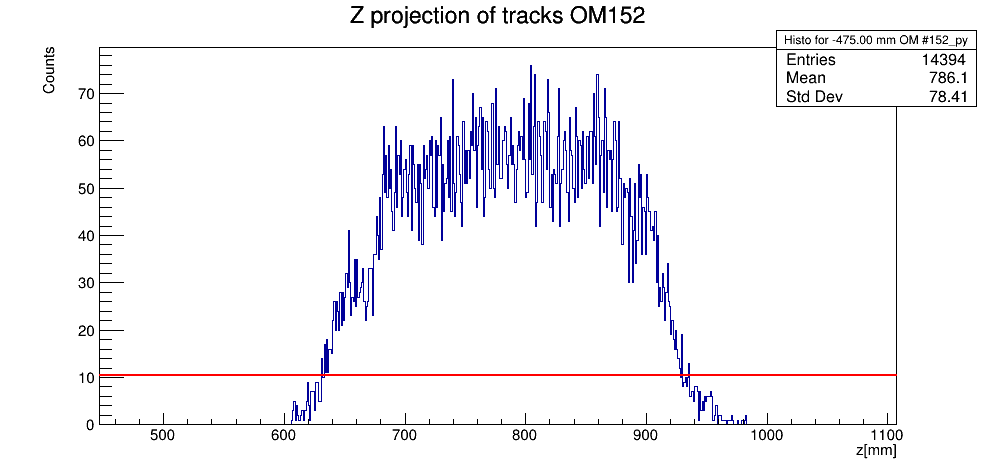 Z projection of tracks OM152
Histo for -475.00 mm OM #152_py
Entries 14394
Mean 786.1
Std Dev 78.41
Counts
70
60
50
40
30
20
10
0
500 600 700 800 900 1000 1100
z[mm]